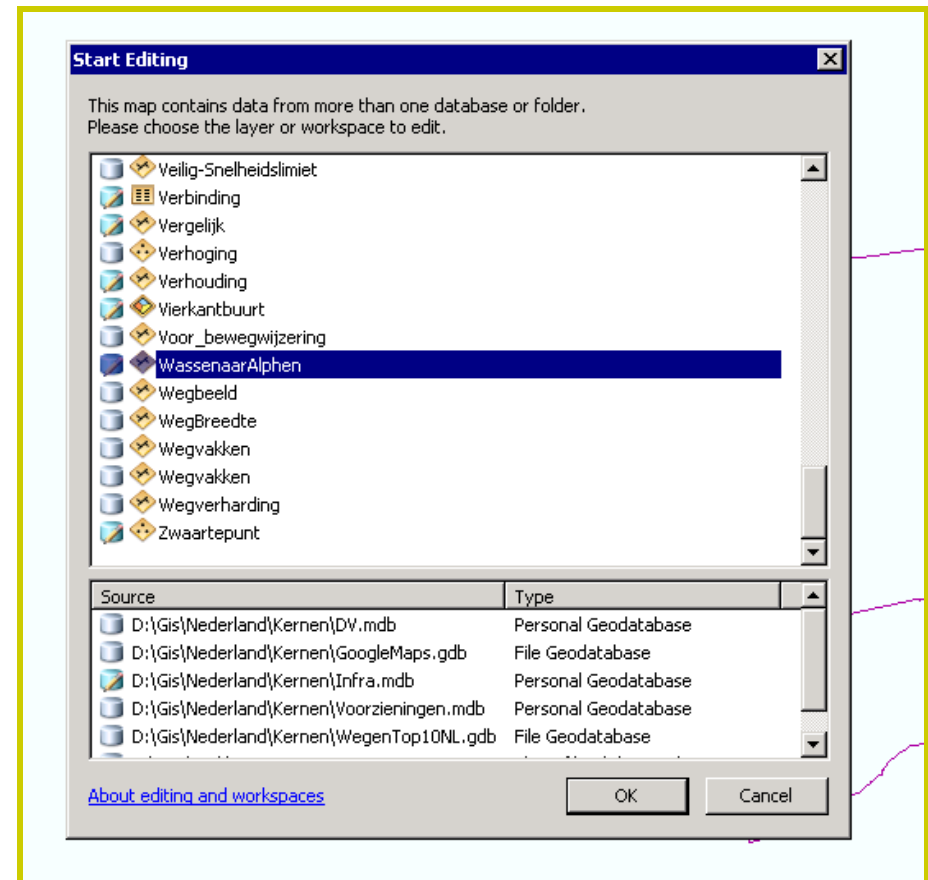 Start Editing
This map contains data from more than one database or folder.
Please choose the layer or workspace to edit.
Veilig-Snelheidslimiet
Verbinding
Vergelijk
Verhoging
Verhouding
Vierkantbuurt
Voor_bewegwijzering
WassenaarAlphen
Wegbeeld
WegBreedte
Wegvakken
Wegvakken
Wegverharding
Zwaartepunt
Source Type
D:\Gis\Nederland\Kernen\DV.mdb Personal Geodatabase
D:\Gis\Nederland\Kernen\GoogleMaps.gdb File Geodatabase
D:\Gis\Nederland\Kernen\Infra.mdb Personal Geodatabase
D:\Gis\Nederland\Kernen\Voorzieningen.mdb Personal Geodatabase
D:\Gis\Nederland\Kernen\WegenTop10NL.gdb File Geodatabase
About editing and workspaces OK Cancel